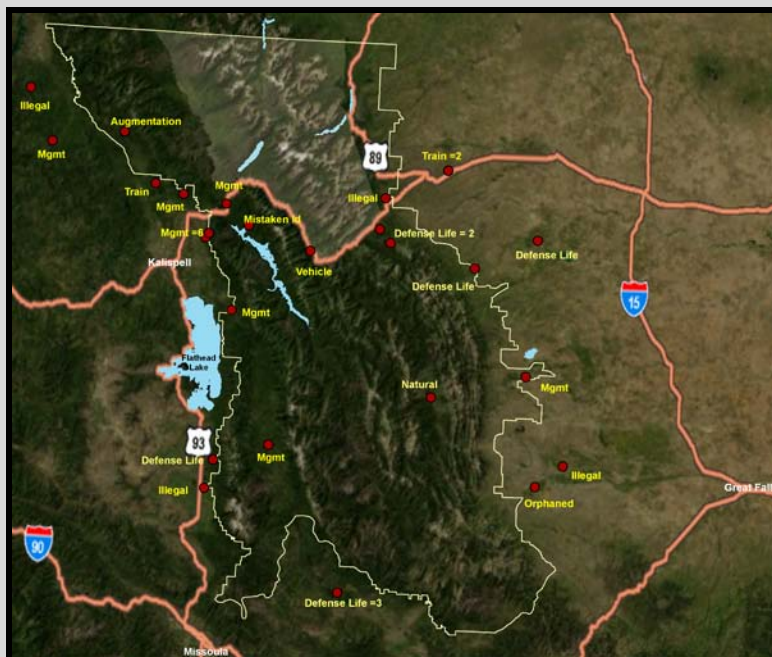 Illegal
Augmentation
Mgmt
89
Train =2
Train
Mgmt
Mgmt
Illegal
Mgmt =6
Mistaken Id
Defense Life = 2
Kalispell
Vehicle
Defense Life
Defense Life
15
Mgmt
Flathead
Lake
Natural
Mgmt
93
Defense Life
Mgmt
Illegal
Illegal
Orphaned
Great Fall
90
Defense Life =3
Missoula